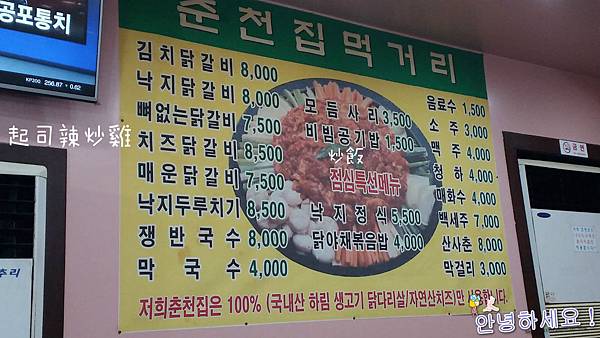 공포통치
KP200 256.87 ▼ 0.62
춘천집먹거리
김치닭갈비 8,000
낙지닭갈비 8,000
뼈없는닭갈비 7,500
치즈닭갈비 8,500
매운닭갈비 7,500
낙지두루치기 8,500
쟁반국수 8,000
막국수 4,000
起司辣炒雞
모듬사리 3,500
비빔공기밥 1,500
炒飯
점심특선메뉴
낙지정식 5,500
닭야채볶음밥 4,000
음료수 1,500
소주 3,000
맥주 4,000
청하 4,000
매화수 4,000
백세주 7,000
산사춘 8,000
막걸리 3,000
저희춘천집은 100% (국내산 하림 생고기 닭다리살/자연산치즈)만 사용합니다.
추리
금연
안녕하세요!